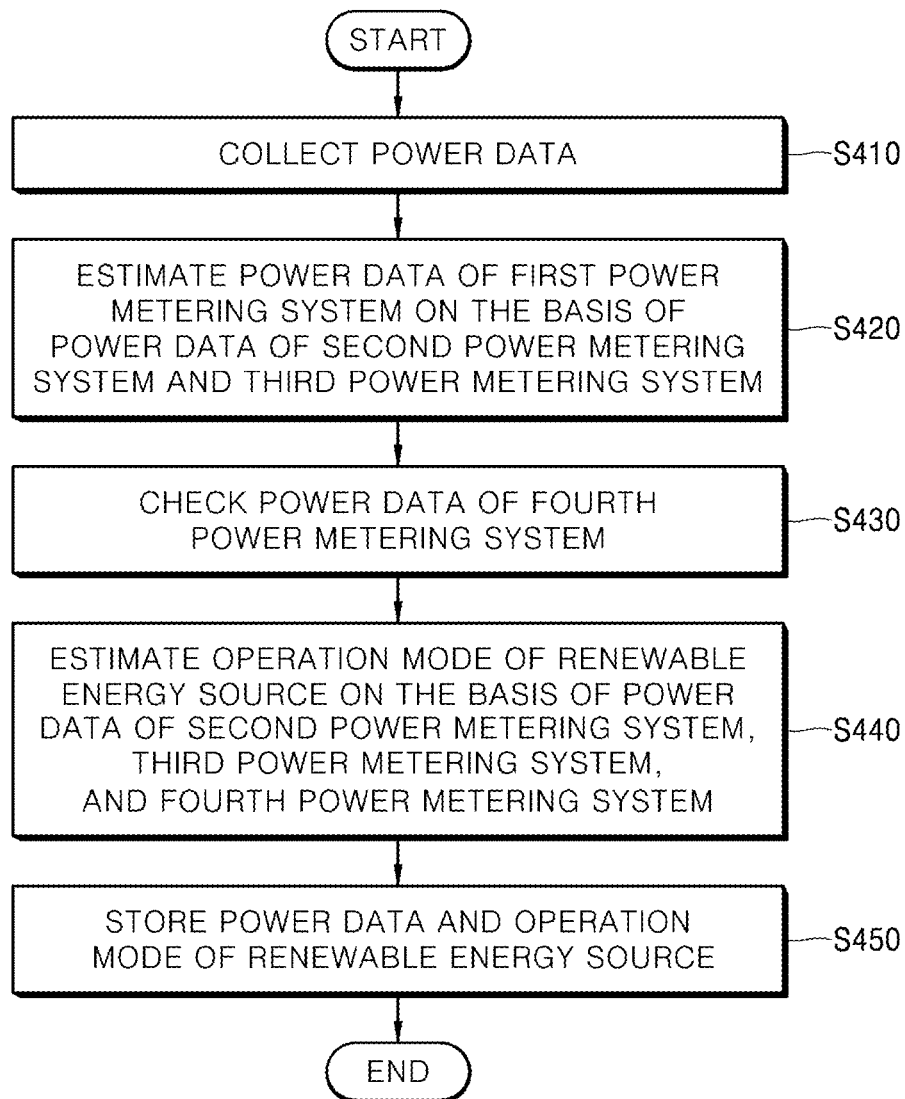 START
COLLECT POWER DATA
S410
ESTIMATE POWER DATA OF FIRST POWER
METERING SYSTEM ON THE BASIS OF
POWER DATA OF SECOND POWER METERING
SYSTEM AND THIRD POWER METERING SYSTEM
S420
CHECK POWER DATA OF FOURTH
POWER METERING SYSTEM
S430
ESTIMATE OPERATION MODE OF RENEWABLE
ENERGY SOURCE ON THE BASIS OF POWER
DATA OF SECOND POWER METERING SYSTEM,
THIRD POWER METERING SYSTEM,
AND FOURTH POWER METERING SYSTEM
S440
STORE POWER DATA AND OPERATION
MODE OF RENEWABLE ENERGY SOURCE
S450
END